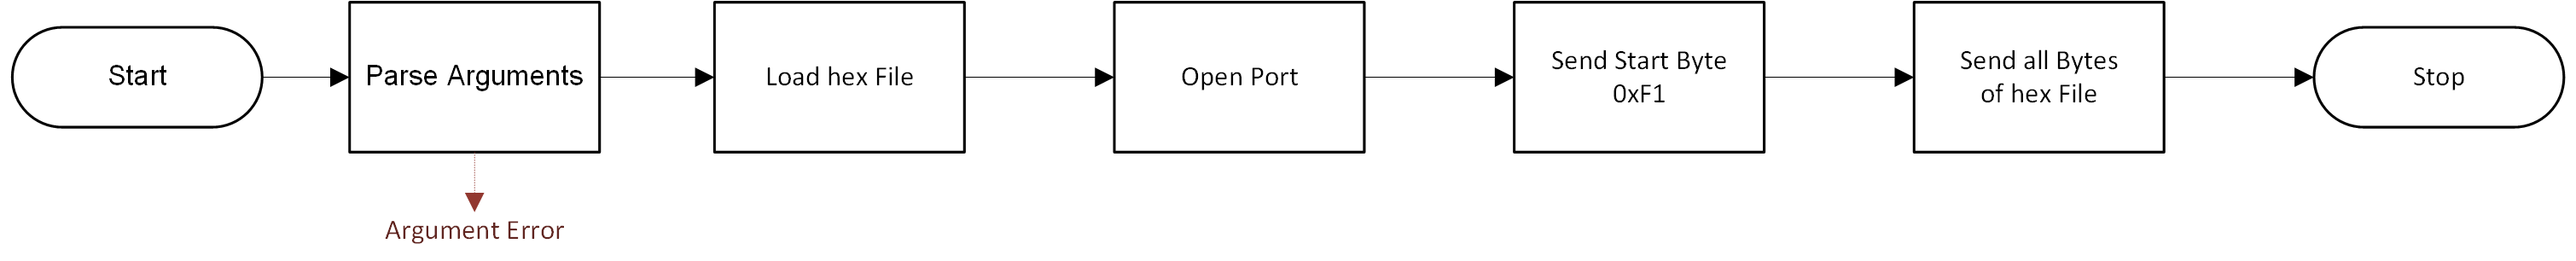 Start
Parse Arguments
Load hex File
Open Port
Send Start Byte
0xF1
Send all Bytes
of hex File
Stop
Argument Error